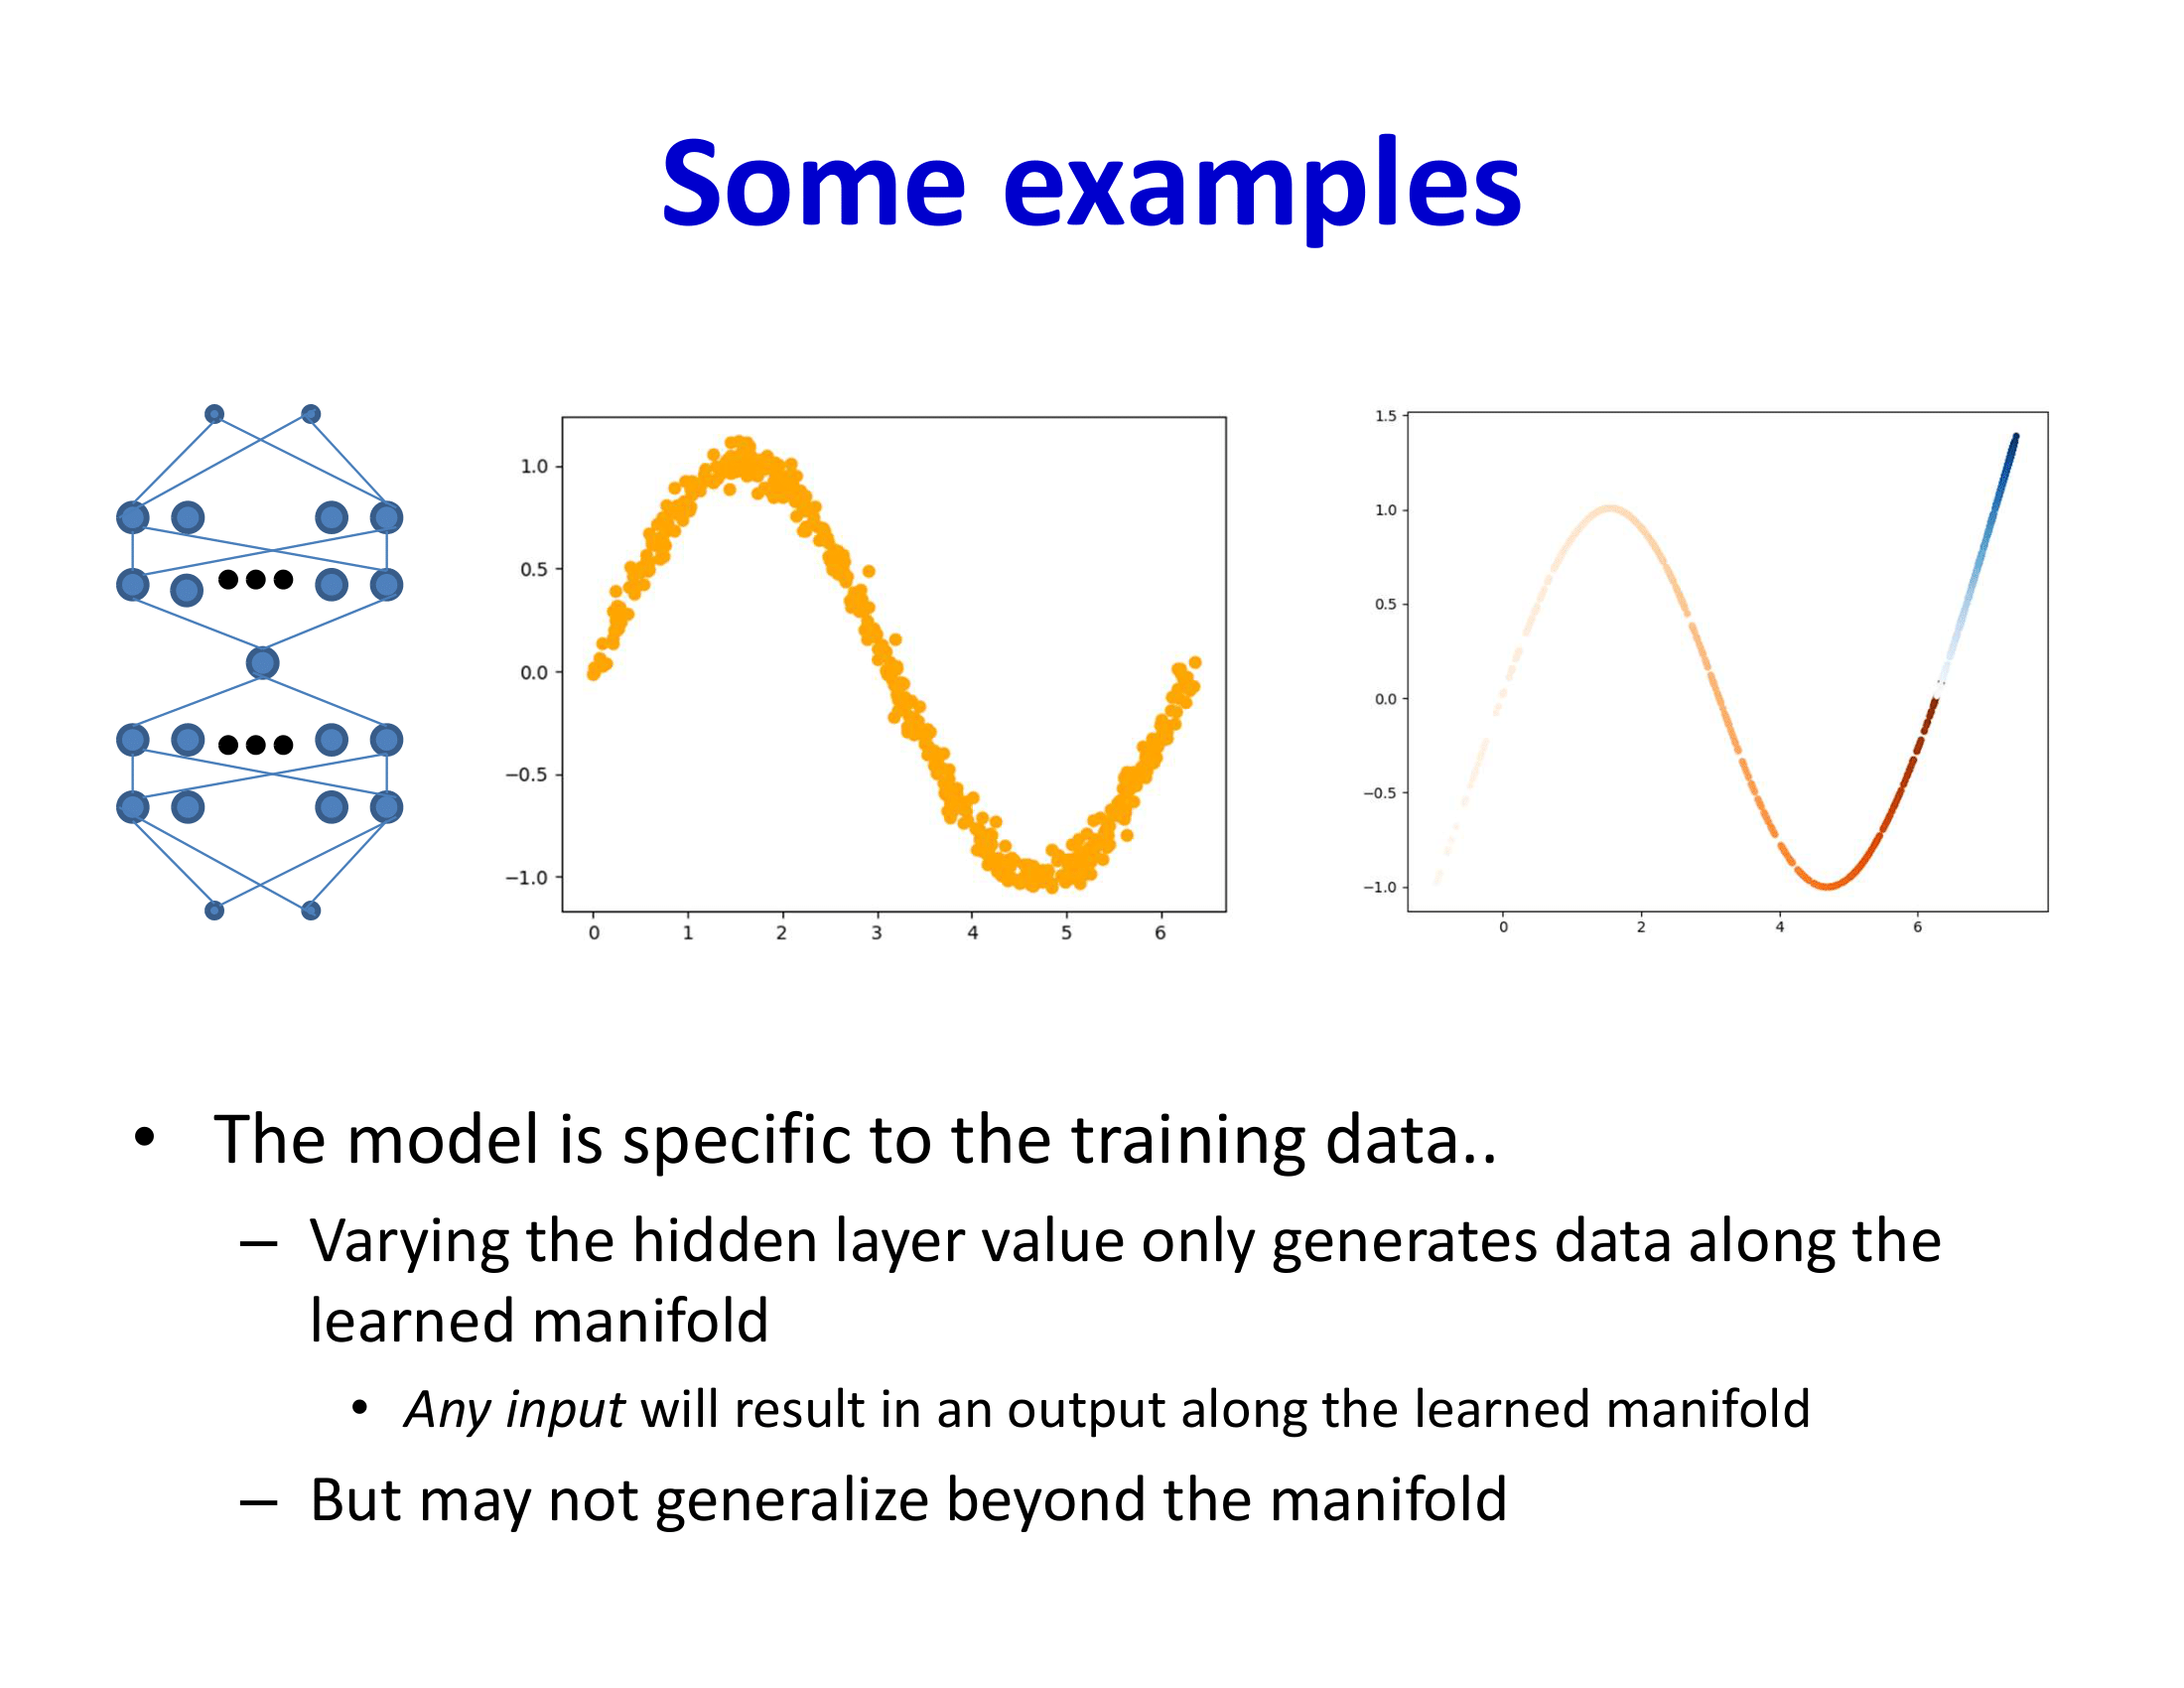 Some examples
1.0
0.5
0.0
−0.5
−1.0
0 1 2 3 4 5 6
1.5
1.0
0.5
0.0
−0.5
−1.0
0 2 4 6
• The model is specific to the training data..
– Varying the hidden layer value only generates data along the
learned manifold
• Any input will result in an output along the learned manifold
– But may not generalize beyond the manifold